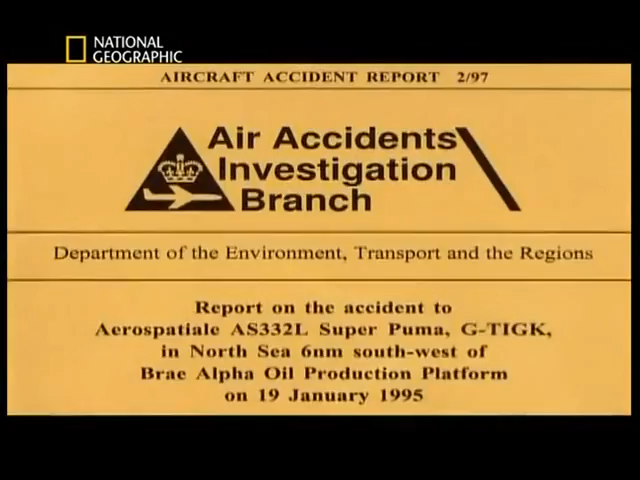 NATIONAL
GEOGRAPHIC
AIRCRAFT ACCIDENT REPORT 2/97
Air Accidents
Investigation
Branch
Department of the Environment, Transport and the Regions
Report on the accident to
Aerospatiale AS332L Super Puma, G-TIGK,
in North Sea 6nm south-west of
Brae Alpha Oil Production Platform
on 19 January 1995